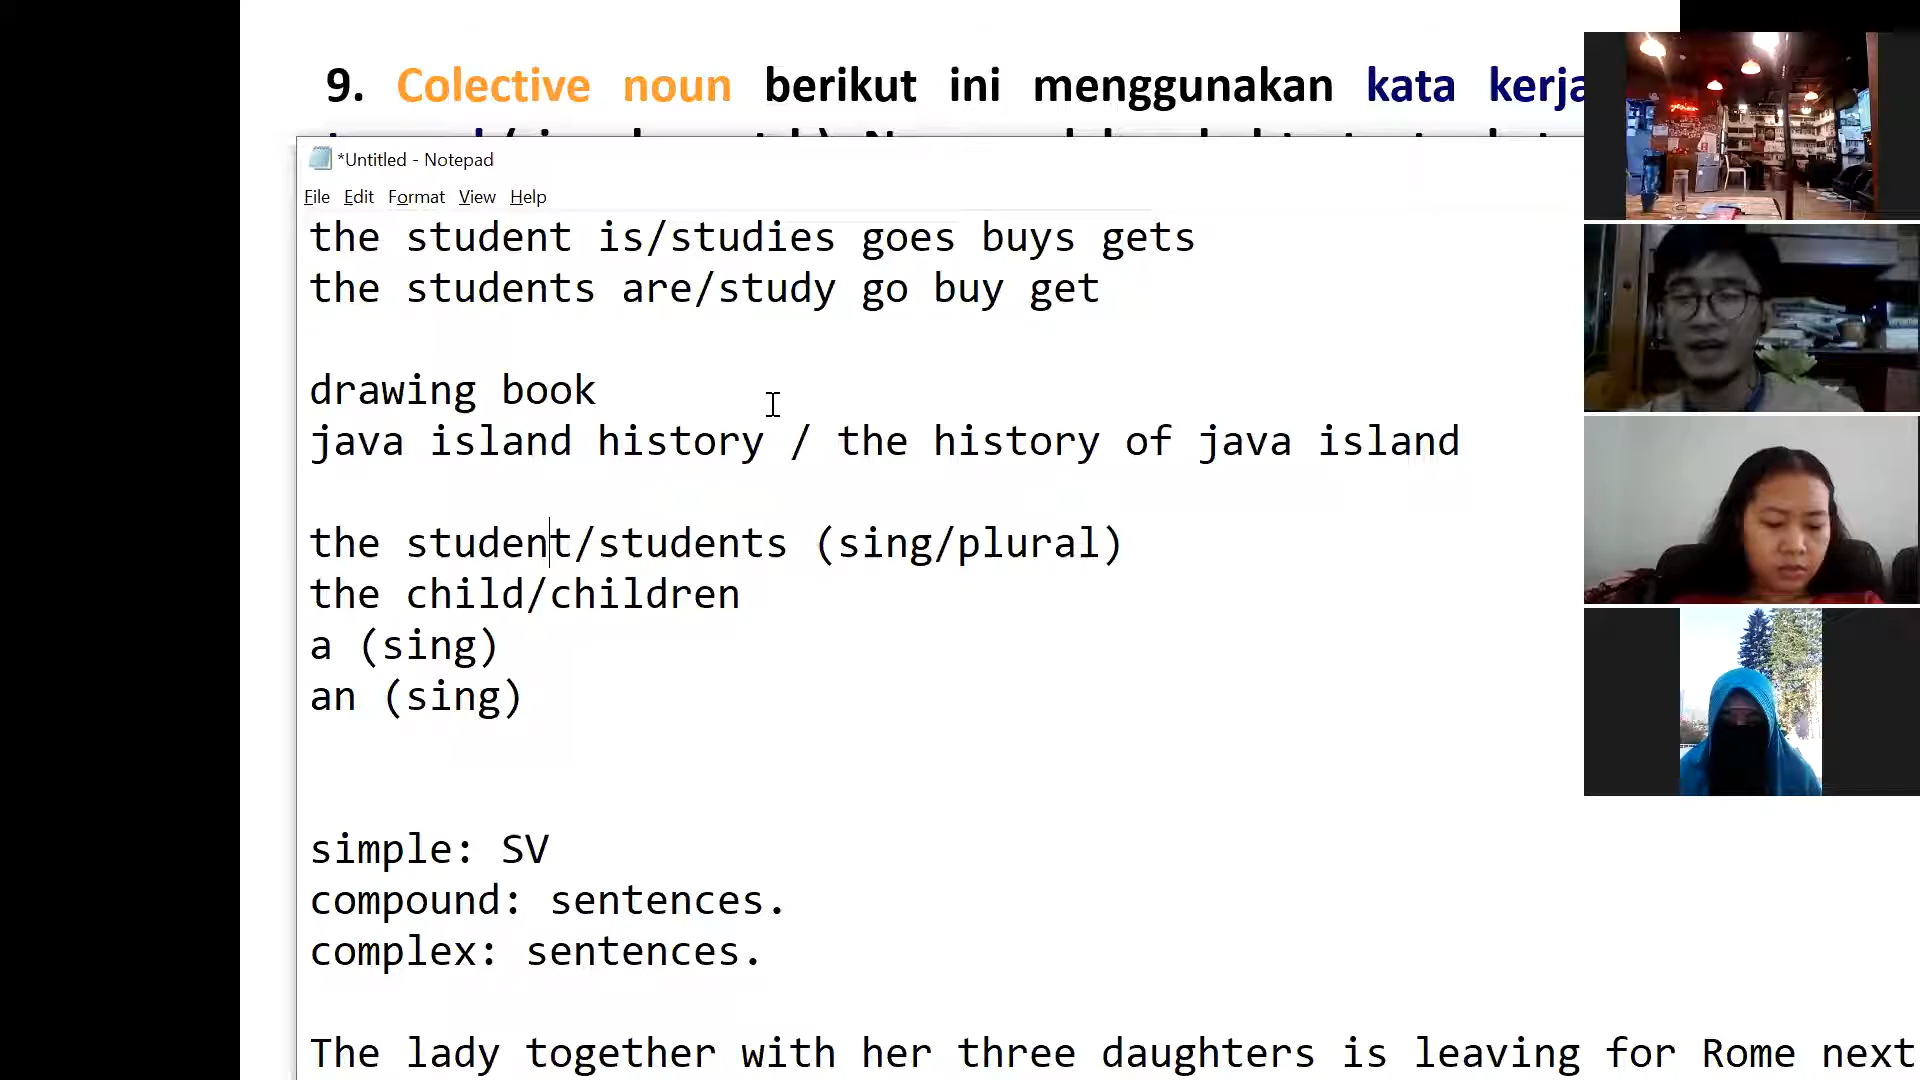 9. Colective noun berikut ini menggunakan kata kerja
*Untitled - Notepad
File Edit Format View Help
the student is/studies goes buys gets
the students are/study go buy get
drawing book
java island history / the history of java island
the student/students (sing/plural)
the child/children
a (sing)
an (sing)
simple: SV
compound: sentences.
complex: sentences.
The lady together with her three daughters is leaving for Rome next